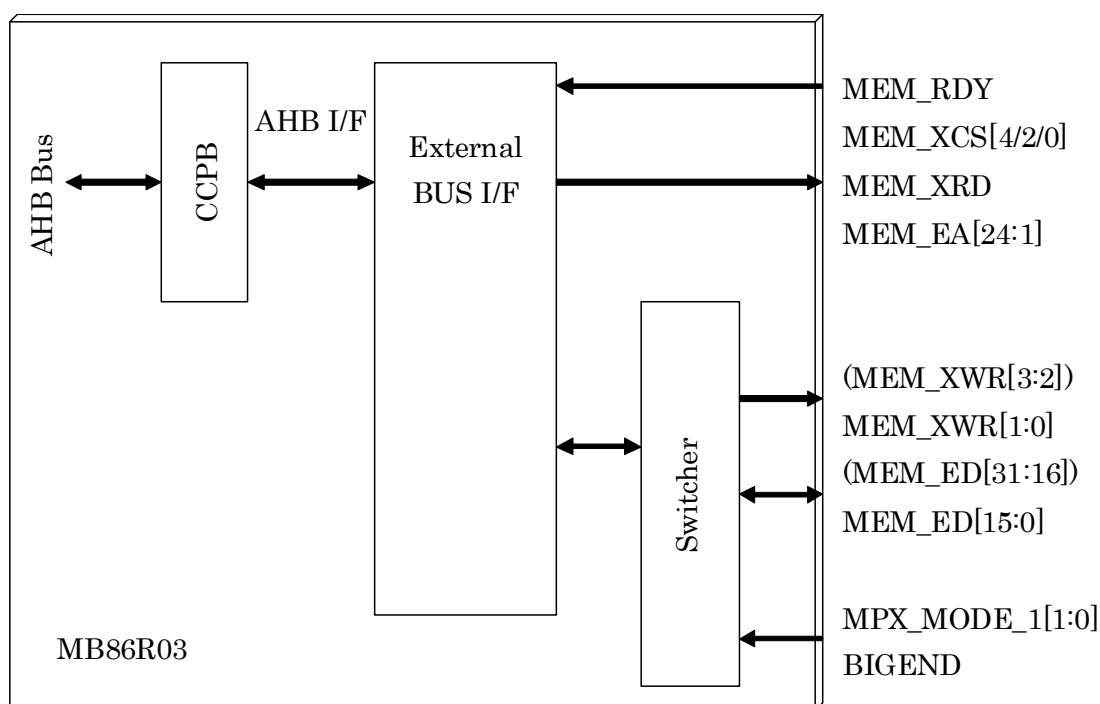 AHB Bus
CCPB
AHB I/F
External
BUS I/F
MEM_RDY
MEM_XCS[4/2/0]
MEM_XRD
MEM_EA[24:1]
Switcher
(MEM_XWR[3:2])
MEM_XWR[1:0]
(MEM_ED[31:16])
MEM_ED[15:0]
MPX_MODE_1[1:0]
BIGEND
MB86R03